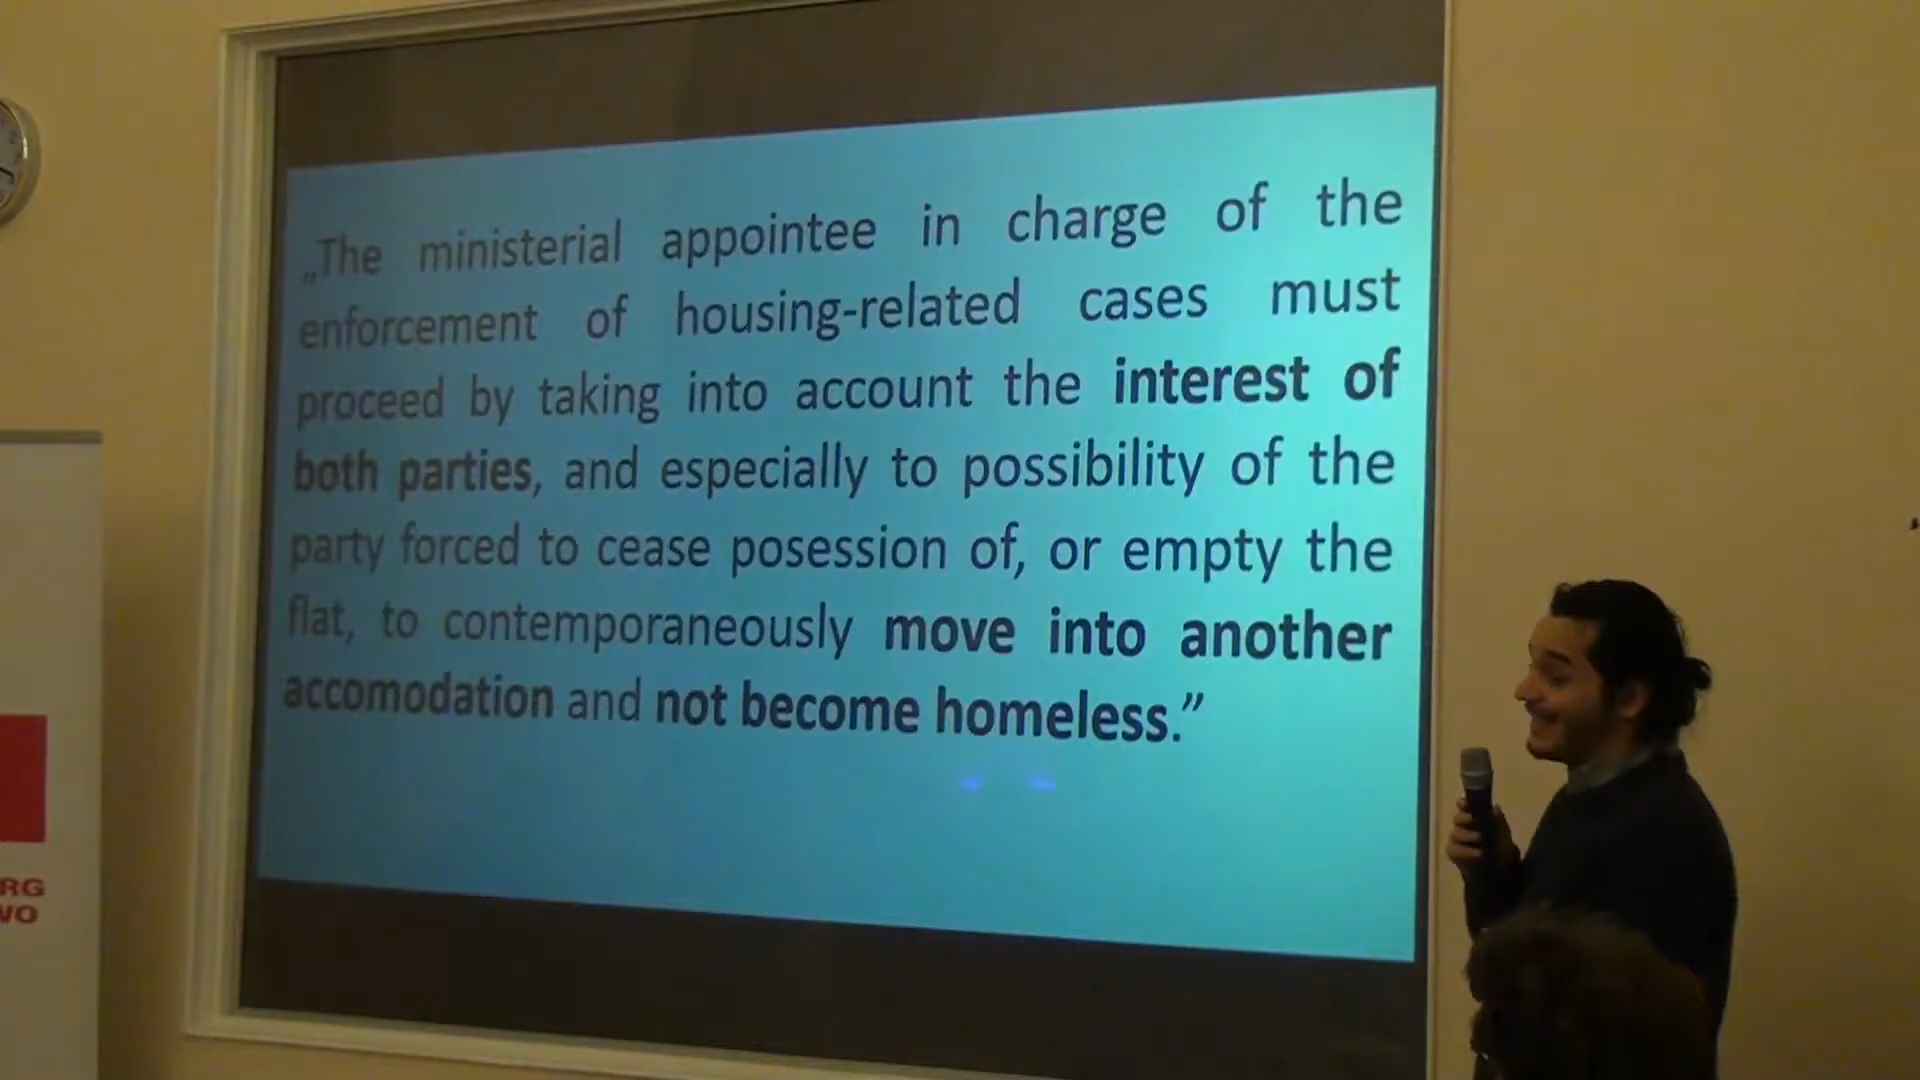 „The ministerial appointee in charge of the
enforcement of housing-related cases must
proceed by taking into account the interest of
both parties, and especially to possibility of the
party forced to cease posession of, or empty the
flat, to contemporaneously move into another
accomodation and not become homeless.”
RG